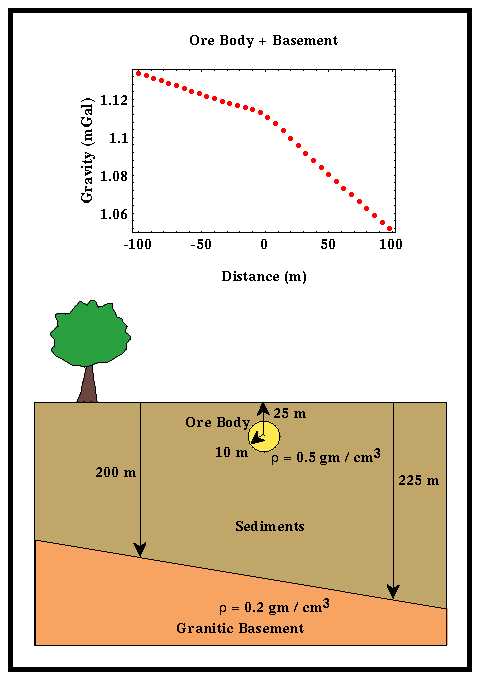 Ore Body + Basement
Gravity (mGal)
1.12
1.1
1.08
1.06
-100 -50 0 50 100
Distance (m)
25 m
Ore Body
10 m
ρ = 0.5 gm / cm³
200 m
225 m
Sediments
ρ = 0.2 gm / cm³
Granitic Basement